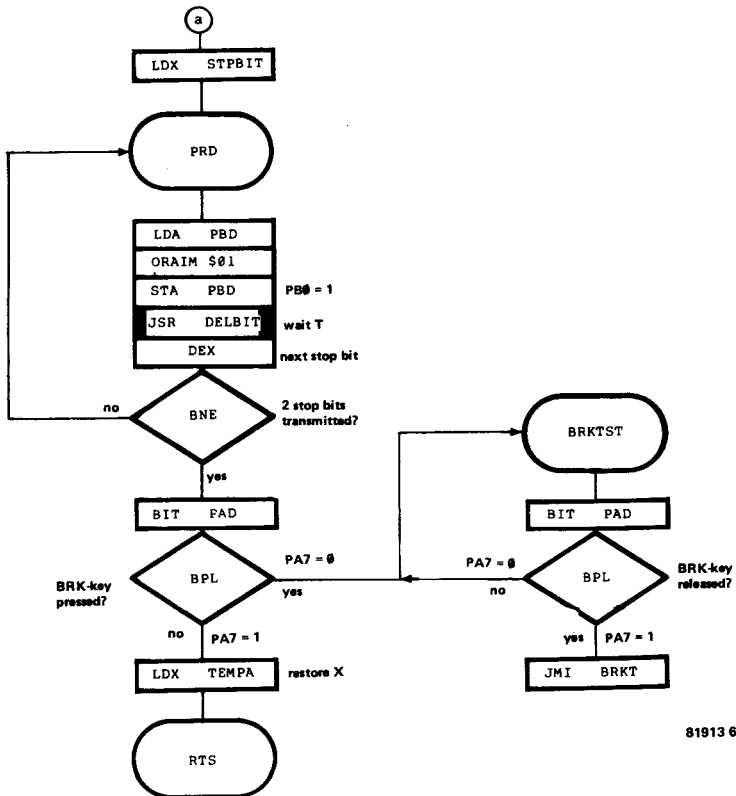 a
LDX STPBIT
PRD
LDA PBD
ORAIM $01
STA PBD PB0 = 1
JSR DELBIT wait T
DEX next stop bit
no BNE 2 stop bits
transmitted?
yes
BIT PAD
BRK-key
pressed?
BPL
PA7 = 0
yes
no PA7 = 1
LDX TEMPA restore X
RTS
BRKTST
BIT PAD
PA7 = 0
no
BPL
BRK-key
released?
yes PA7 = 1
JMI BRKT
81913 6